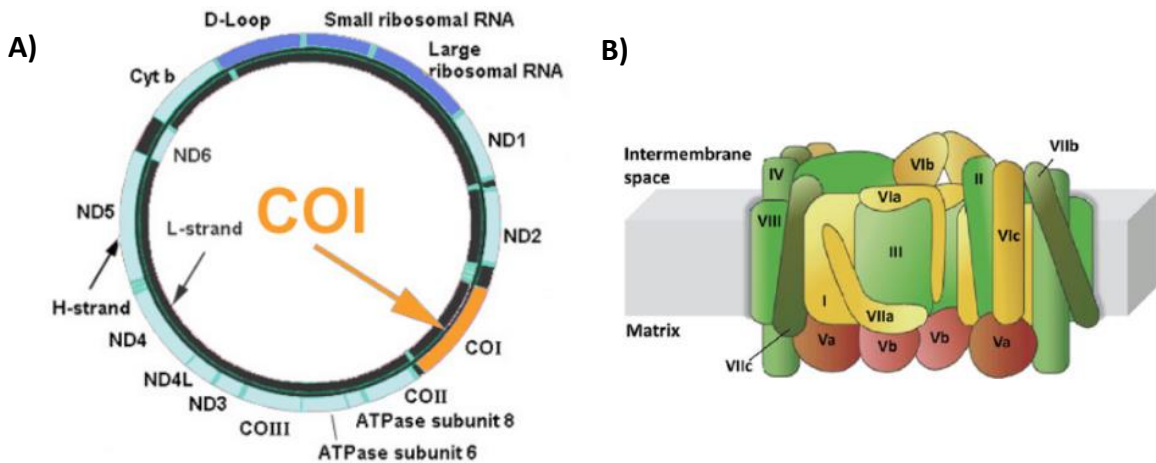 A)
D-Loop
Small ribosomal RNA
Large
ribosomal RNA
Cyt b
ND1
ND6
ND5
COI
L-strand
ND2
H-strand
ND4
COI
ND4L
ND3
COII
COIII
ATPase subunit 8
ATPase subunit 6
B)
Intermembrane
space
VIIb
IV
VIb
II
VIa
VIII
VIc
III
I
VIIa
Matrix
Va
Vb
Vb
Va
VIIc